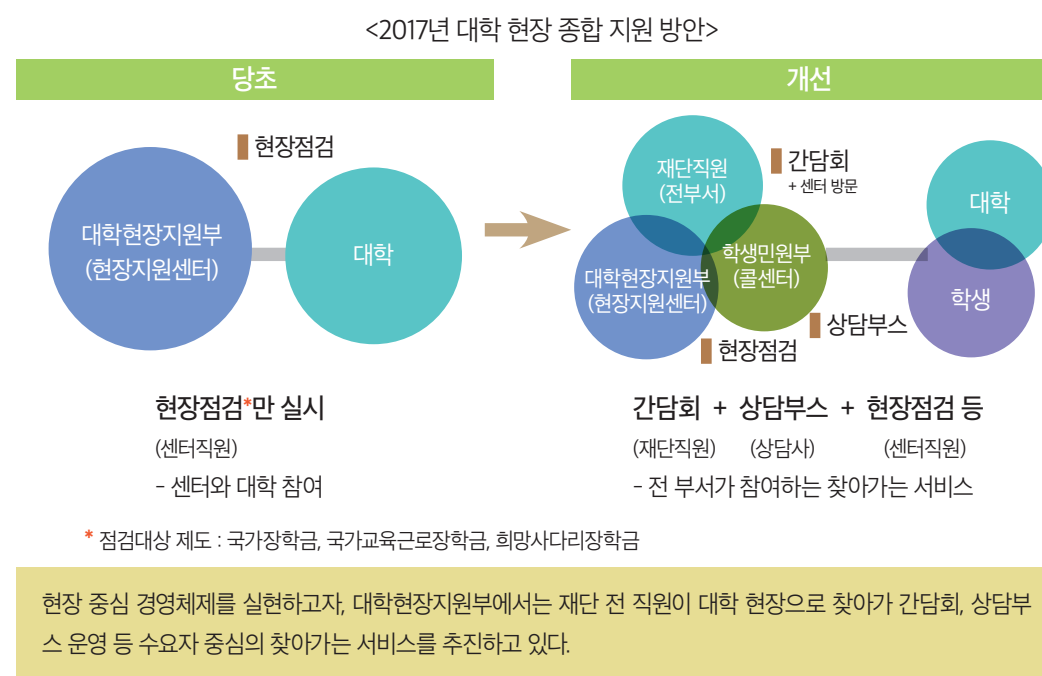 <2017년 대학 현장 종합 지원 방안>
당초
현장점검
대학현장지원부
(현장지원센터)
대학
현장점검*만 실시
(센터직원)
- 센터와 대학 참여
개선
재단직원
(전부서)
간담회
+ 센터 방문
대학현장지원부
(현장지원센터)
학생민원부
(콜센터)
대학
학생
상담부스
현장점검
간담회 + 상담부스 + 현장점검 등
(재단직원) (상담사) (센터직원)
- 전 부서가 참여하는 찾아가는 서비스
* 점검대상 제도 : 국가장학금, 국가교육근로장학금, 희망사다리장학금
현장 중심 경영체제를 실현하고자, 대학현장지원부에서는 재단 전 직원이 대학 현장으로 찾아가 간담회, 상담부
스 운영 등 수요자 중심의 찾아가는 서비스를 추진하고 있다.